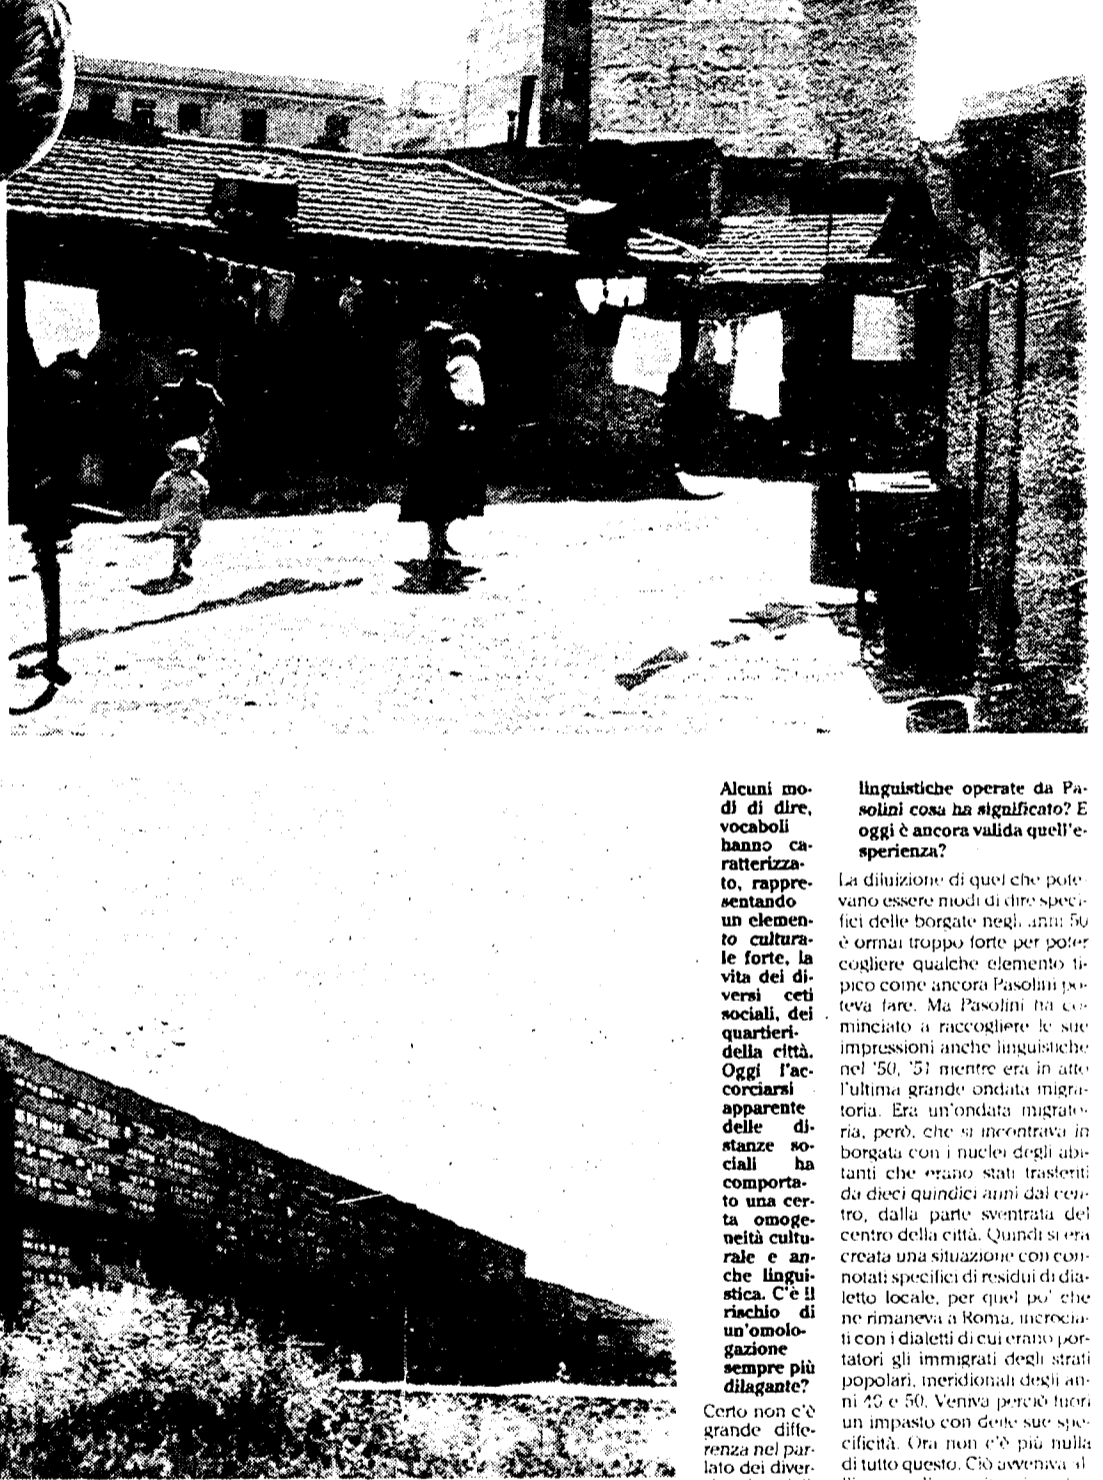 Alcuni mo-
di di dire,
vocaboli
hanno ca-
ratterizza-
to, rappre-
sentando
un elemen-
to cultura-
le forte, la
vita dei di-
versi ceti
sociali, dei
quartieri
della città.
Oggi l'ac-
corciarsi
apparente
delle di-
stanze so-
ciali ha
comporta-
to una cer-
ta omoge-
neità cultu-
rale e an-
che lingui-
stica. C'è il
rischio di
un'omolo-
gazione
sempre più
dilagante?
Certo non c'è
grande diffe-
renza nel par-
lato dei diver-
linguistiche operate da Pa-
solini cosa ha significato? E
oggi è ancora valida quell'e-
sperienza?
La diluizione di quel che pote-
vano essere modi di dire speci-
fici delle borgate negli anni 50
è ormai troppo forte per poter
cogliere qualche elemento ti-
pico come ancora Pasolini po-
teva fare. Ma Pasolini ha co-
minciato a raccogliere le sue
impressioni anche linguistiche
nel '50, '51 mentre era in atto
l'ultima grande ondata migra-
toria. Era un'ondata migrato-
ria, però, che si incontrava in
borgata con i nuclei degli abi-
tanti che erano stati trasferiti
da dieci quindici anni dal cen-
tro, dalla parte sventrata del
centro della città. Quindi si era
creata una situazione con con-
notati specifici di residui di dia-
letto locale, per quel po' che
ne rimaneva a Roma, incrocia-
ti con i dialetti di cui erano por-
tatori gli immigrati degli strati
popolari, meridionali degli an-
ni 40 e 50. Veniva perciò fuori
un impasto con delle sue spe-
cificità. Ora non c'è più nulla
di tutto questo. Ciò avveniva